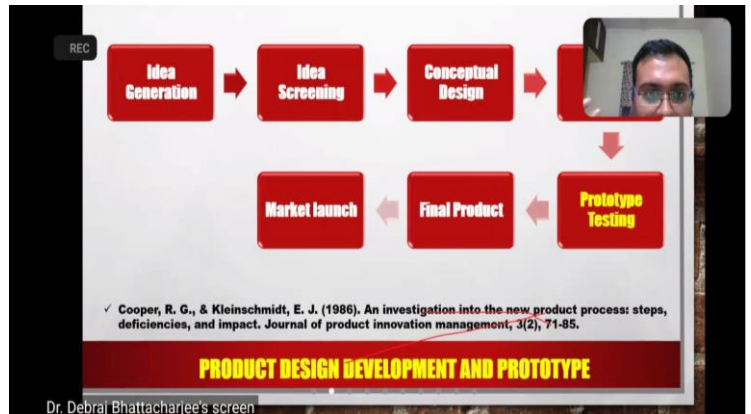 REC
Idea
Generation
Idea
Screening
Conceptual
Design
Prototype
Testing
Final Product
Market launch
✓ Cooper, R. G., & Kleinschmidt, E. J. (1986). An investigation into the new product process: steps,
deficiencies, and impact. Journal of product innovation management, 3(2), 71-85.
PRODUCT DESIGN DEVELOPMENT AND PROTOTYPE
Dr. Debraj Bhattacharjee's screen